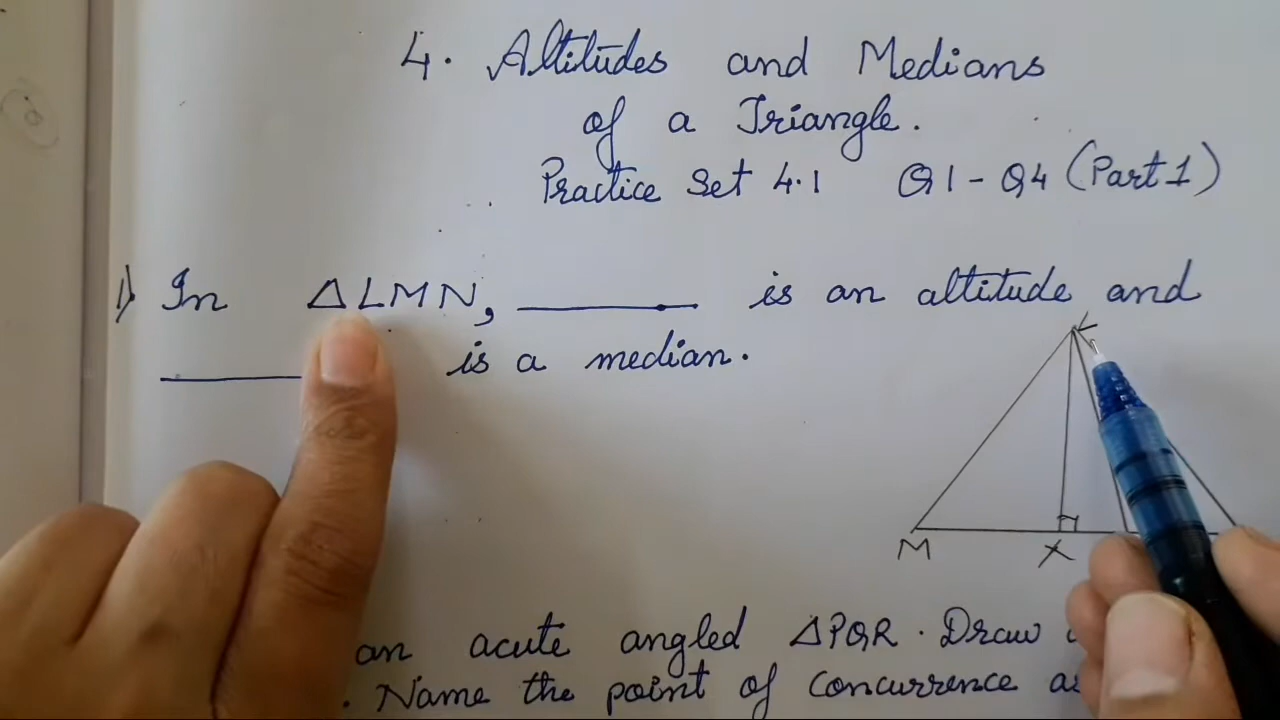 4. Altitudes and Medians
of a Triangle.
Practice Set 4.1 Q1-Q4 (Part 1)
1) In ΔLMN, ______ is an altitude and
______ is a median.
L
M X
an acute angled ΔPQR. Draw
. Name the point of concurrence